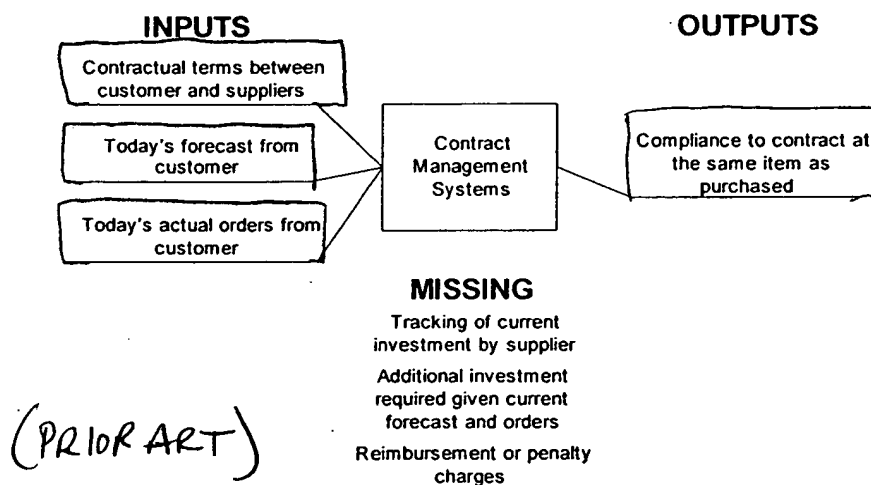 INPUTS
Contractual terms between
customer and suppliers
Today's forecast from
customer
Today's actual orders from
customer
Contract
Management
Systems
OUTPUTS
Compliance to contract at
the same item as
purchased
MISSING
Tracking of current
investment by supplier
Additional investment
required given current
forecast and orders
Reimbursement or penalty
charges
(PRIOR ART)